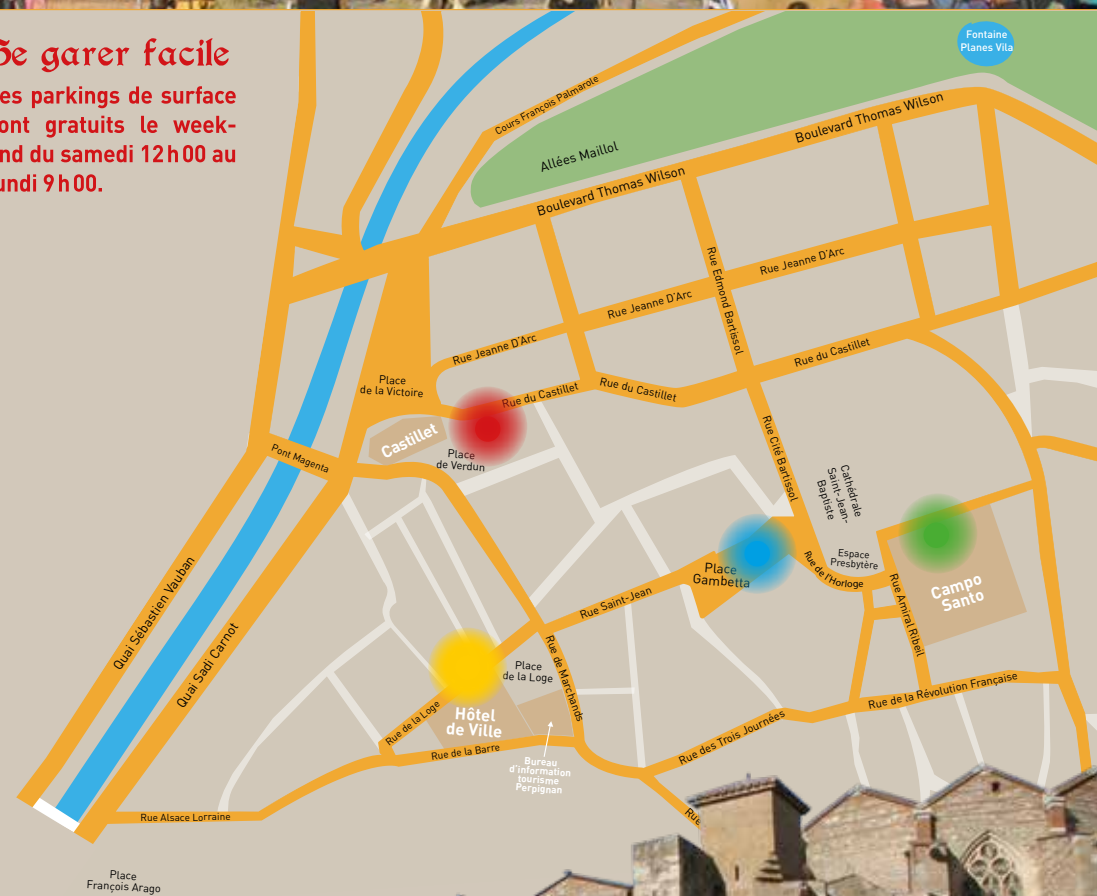 Se garer facile
es parkings de surface
ont gratuits le week-
nd du samedi 12 h 00 au
undi 9 h 00.
Fontaine
Planes Vila
Cours François Palmarole
Allées Maillol
Boulevard Thomas Wilson
Boulevard Thomas Wilson
Rue Edmond Bartissol
Rue Jeanne D'Arc
Rue Jeanne D'Arc
Rue Jeanne D'Arc
Rue du Castillet
Rue du Castillet
Rue du Castillet
Place
de la Victoire
Castillet
Place
de Verdun
Pont Magenta
Rue Cité Bartissol
Cathédrale
Saint-Jean-
Baptiste
Espace
Presbytère
Rue de l'Horloge
Place
Gambetta
Campo
Santo
Rue Amiral Ribeil
Rue Saint-Jean
Quai Sébastien Vauban
Quai Sadi Carnot
Place
de la Loge
Rue de Marchands
Rue de la Loge
Hôtel
de Ville
Rue de la Barre
Bureau
d'information
tourisme
Perpignan
Rue de la Révolution Française
Rue des Trois Journées
Rue
Rue Alsace Lorraine
Place
François Arago